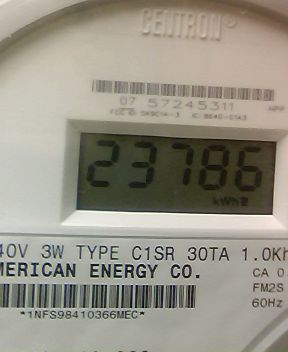 CENTRON®
07 57245311
23786
kWh
40V 3W TYPE C1SR 30TA 1.0Kh
MERICAN ENERGY CO.
CA 0.
FM2S
60Hz
*1NFS98410366MEC*